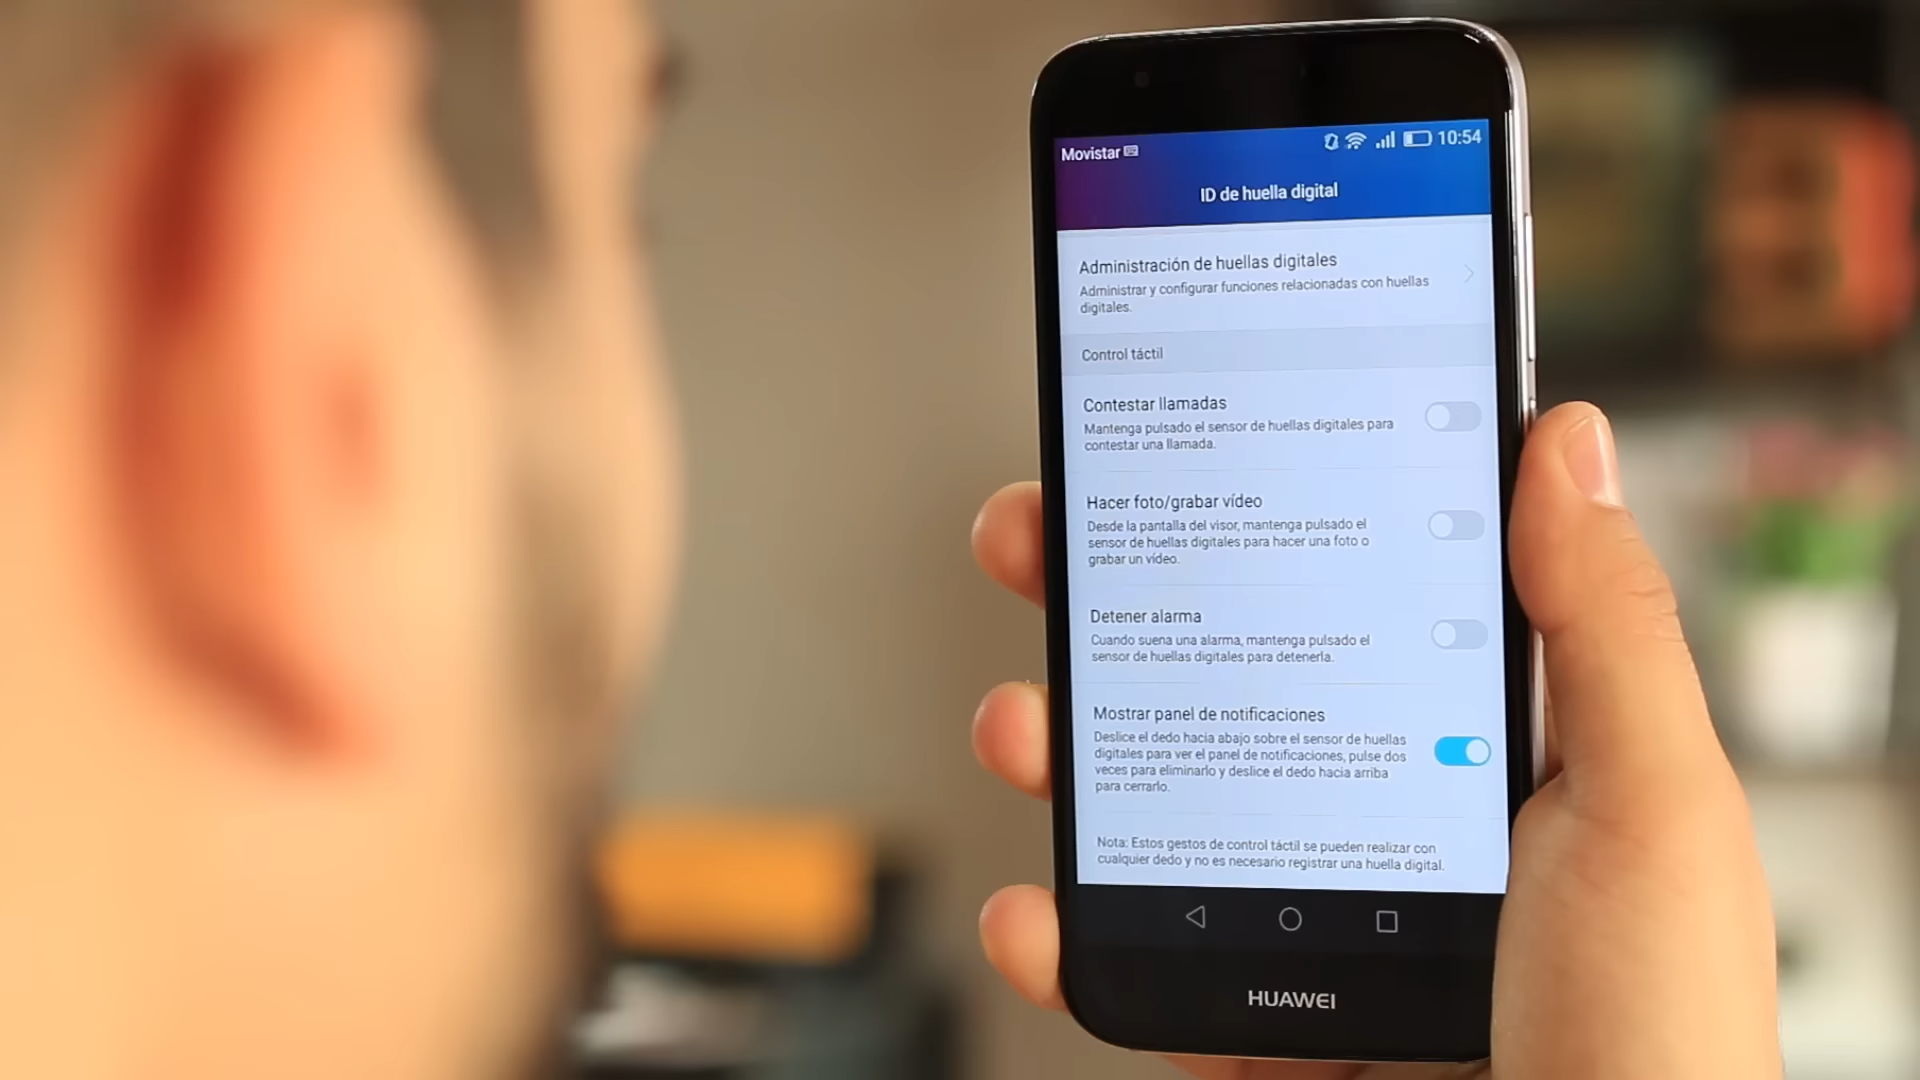 Movistar
10:54
ID de huella digital
Administración de huellas digitales
Administrar y configurar funciones relacionadas con huellas
digitales.
Control táctil
Contestar llamadas
Mantenga pulsado el sensor de huellas digitales para
contestar una llamada.
Hacer foto/grabar vídeo
Desde la pantalla del visor, mantenga pulsado el
sensor de huellas digitales para hacer una foto o
grabar un vídeo.
Detener alarma
Cuando suena una alarma, mantenga pulsado el
sensor de huellas digitales para detenerla.
Mostrar panel de notificaciones
Deslice el dedo hacia abajo sobre el sensor de huellas
digitales para ver el panel de notificaciones, pulse dos
veces para eliminarlo y deslice el dedo hacia arriba
para cerrarlo.
Nota: Estos gestos de control táctil se pueden realizar con
cualquier dedo y no es necesario registrar una huella digital.
HUAWEI